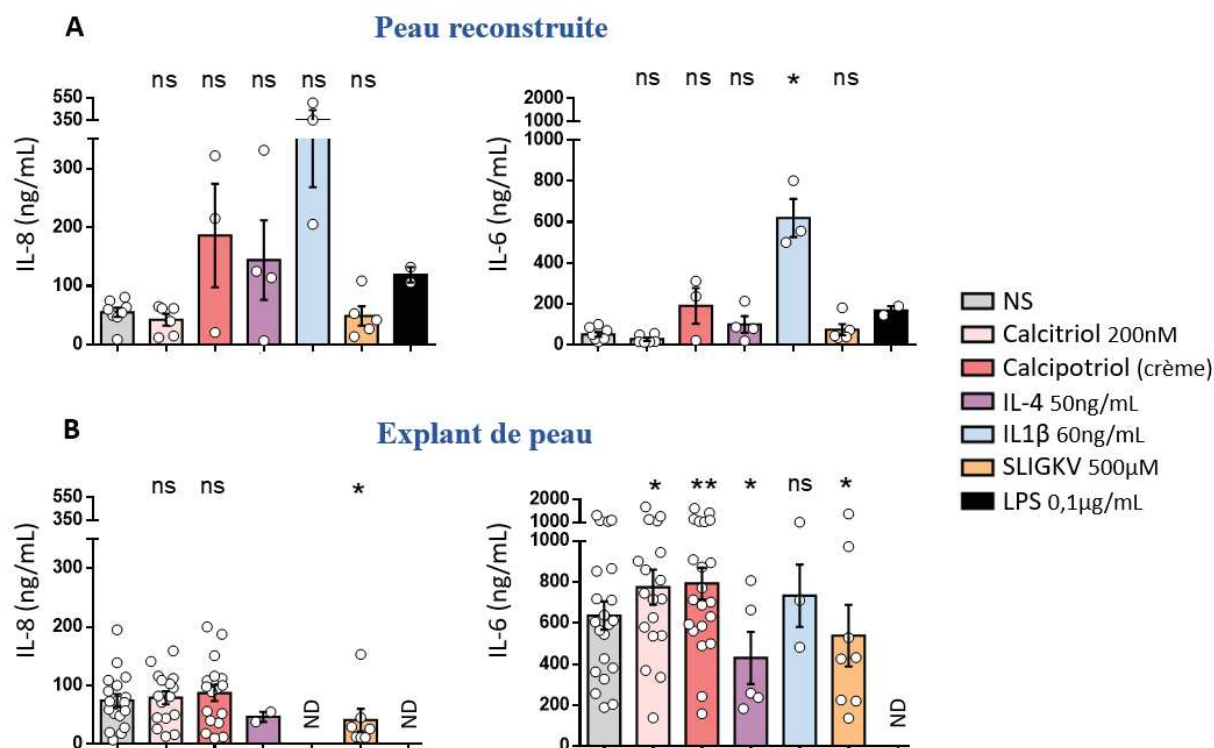 A
Peau reconstruite
ns ns ns ns ns
550
350
300
200
100
0
IL-8 (ng/mL)
ns ns ns * ns
2000
1000
1000
800
600
400
200
0
IL-6 (ng/mL)
NS
Calcitriol 200nM
Calcipotriol (crème)
IL-4 50ng/mL
IL1β 60ng/mL
SLIGKV 500µM
LPS 0,1µg/mL
B
Explant de peau
ns ns *
550
350
300
200
100
0
IL-8 (ng/mL)
ND ND
* ** * ns *
2000
1000
1000
800
600
400
200
0
IL-6 (ng/mL)
ND